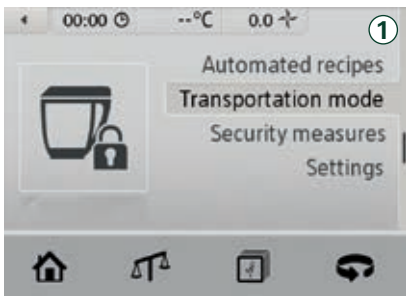 00:00 --°C 0.0
1
Automated recipes
Transportation mode
Security measures
Settings